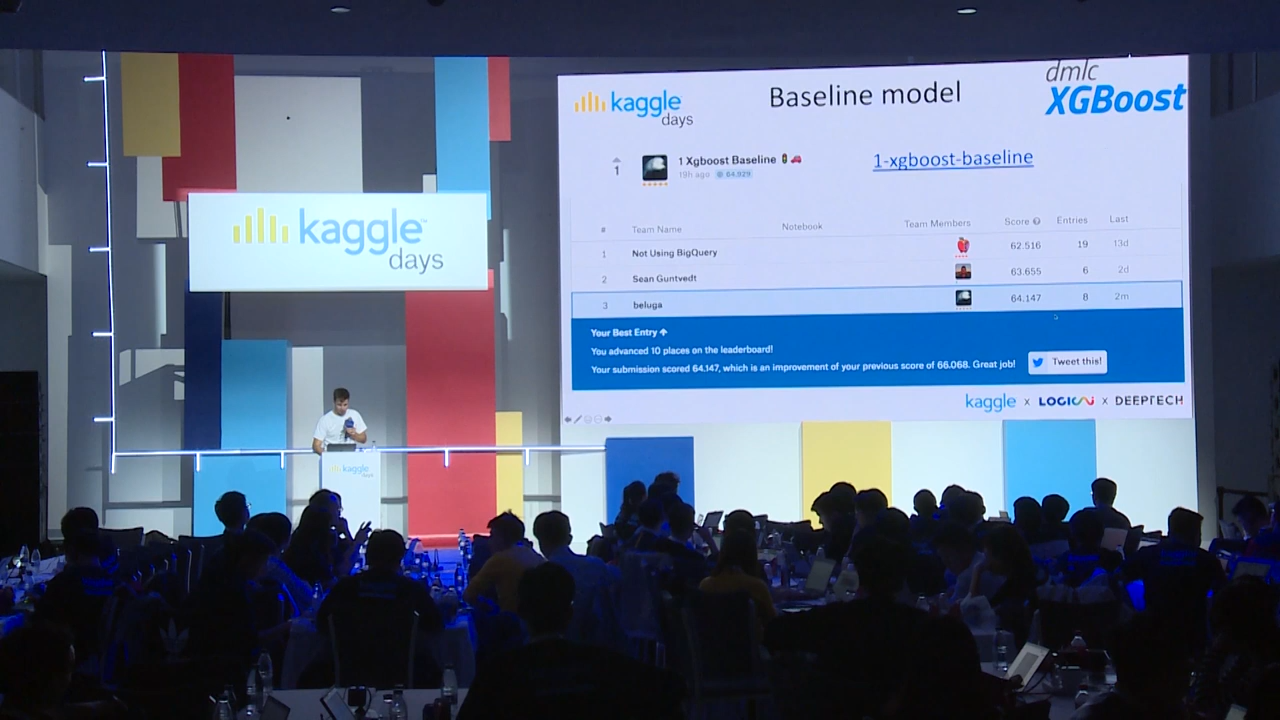 kaggle
days
kaggle
days
kaggle
days
Baseline model
dmlc
XGBoost
1
1 Xgboost Baseline
19h ago 64.929
1-xgboost-baseline
# Team Name Notebook Team Members Score Entries Last
1 Not Using BigQuery 62.516 19 13d
2 Sean Guntvedt 63.655 6 2d
3 beluga 64.147 8 2m
Your Best Entry
You advanced 10 places on the leaderboard!
Your submission scored 64.147, which is an improvement of your previous score of 66.068. Great job!
Tweet this!
kaggle x LOGICAI x DEEPTECH